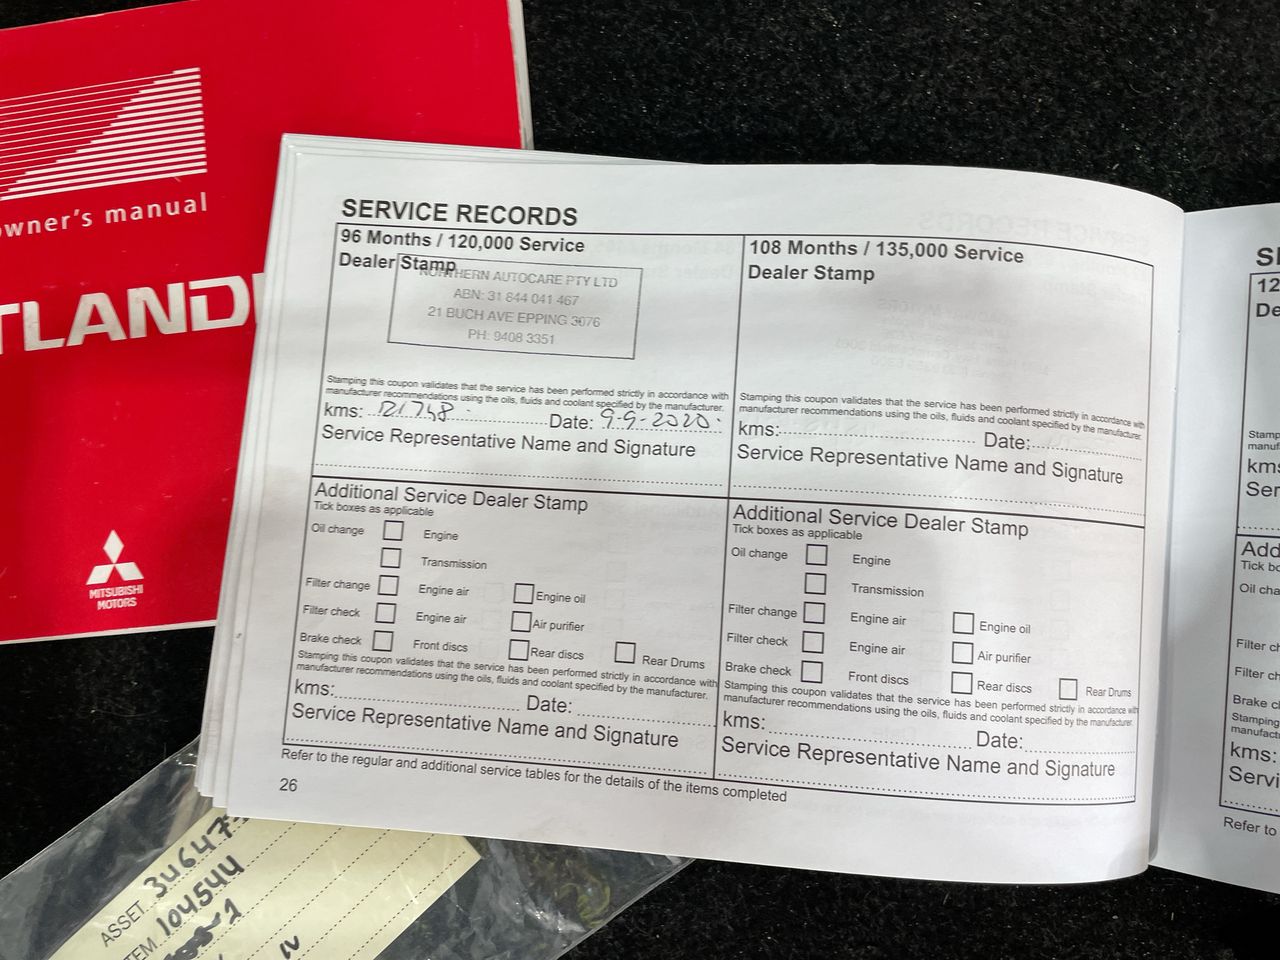 owner's manual
MITSUBISHI
MOTORS
SERVICE RECORDS
96 Months / 120,000 Service
Dealer Stamp
NORTHERN AUTOCARE PTY LTD
ABN: 31 844 041 467
21 BUCH AVE EPPING 3076
PH: 9408 3351
Stamping this coupon validates that the service has been performed strictly in accordance with
manufacturer recommendations using the oils, fluids and coolant specified by the manufacturer.
kms: 121748 Date: 9-9-2020
Service Representative Name and Signature
108 Months / 135,000 Service
Dealer Stamp
Stamping this coupon validates that the service has been performed strictly in accordance with
manufacturer recommendations using the oils, fluids and coolant specified by the manufacturer.
kms: Date:
Service Representative Name and Signature
Additional Service Dealer Stamp
Tick boxes as applicable
Oil change Engine
Transmission
Filter change Engine air Engine oil
Filter check Engine air Air purifier
Brake check Front discs Rear discs Rear Drums
Stamping this coupon validates that the service has been performed strictly in accordance with
manufacturer recommendations using the oils, fluids and coolant specified by the manufacturer.
kms: Date:
Service Representative Name and Signature
Additional Service Dealer Stamp
Tick boxes as applicable
Oil change Engine
Transmission
Filter change Engine air Engine oil
Filter check Engine air Air purifier
Brake check Front discs Rear discs Rear Drums
Stamping this coupon validates that the service has been performed strictly in accordance with
manufacturer recommendations using the oils, fluids and coolant specified by the manufacturer.
kms: Date:
Service Representative Name and Signature
Refer to the regular and additional service tables for the details of the items completed
26
Tick
Oil
Filter
Filter
Brake
Stamping
kms:
Refer to
ASSET
104544